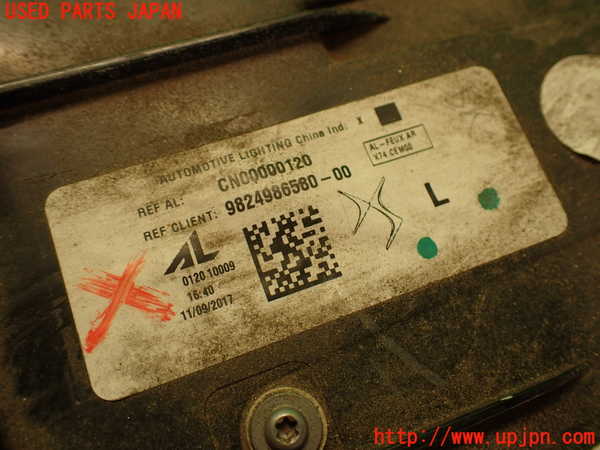 USED PARTS JAPAN
AUTOMOTIVE LIGHTING China Ind: X
REF AL: CN00000120
REF CLIENT: 9824986580-00
AL-FEUX AR
X74 CEMOD
L
AL
0120 10009
16:40
11/09/2017
http://www.upjpn.com/